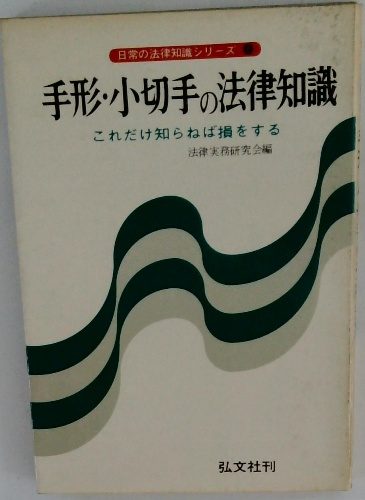 日常の法律知識シリーズ
手形・小切手の法律知識
これだけ知らねば損をする
法律実務研究会編
弘文社刊